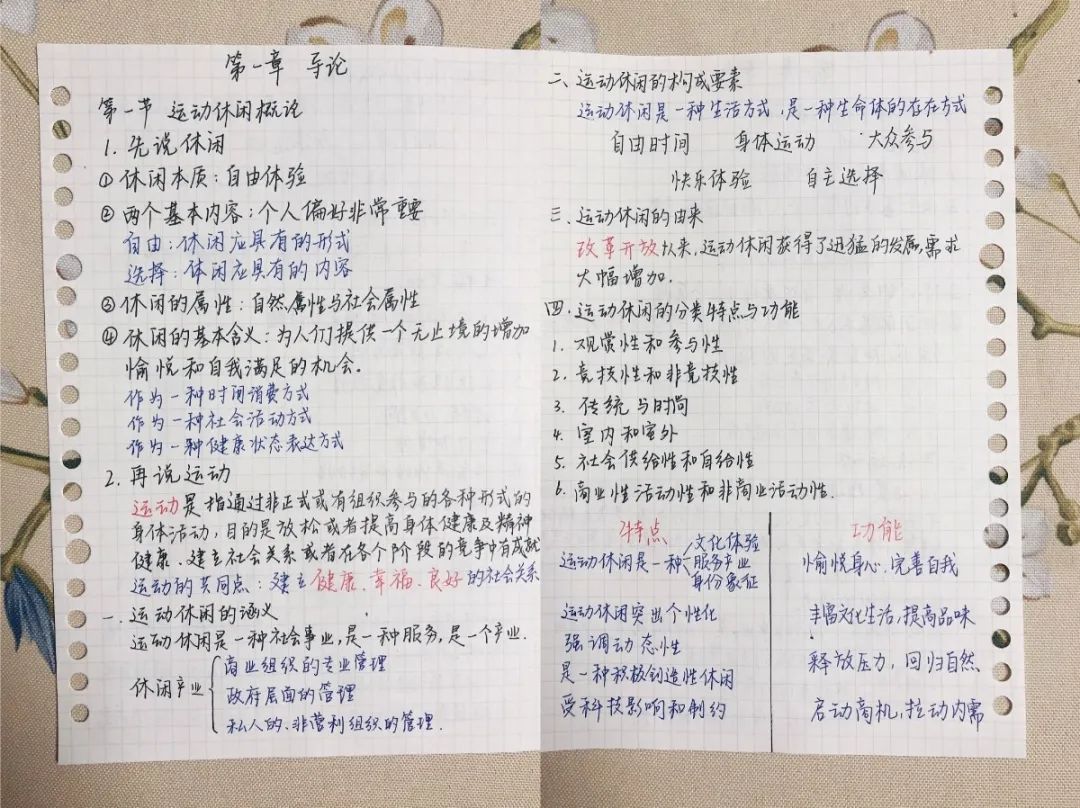 第一章 导论
第一节 运动休闲概论
1. 先说休闲
① 休闲本质：自由体验
② 两个基本内容：个人偏好非常重要
自由：休闲应具有的形式
选择：体闲应具有的内容
③ 休闲的属性：自然属性与社会属性
④ 休闲的基本含义：为人们提供一个无止境的增加
愉悦和自我满足的机会。
作为一种时间消费方式
作为一种社会活动方式
作为一种健康状态表达方式
2. 再说运动
运动是指通过非正式或有组织参与的各种形式的
身体活动，目的是放松或者提高身体健康及精神
健康、建立社会关系或者在各个阶段的竞争中有成就
运动的共同点：建立健康、幸福、良好的社会关系
一、运动休闲的涵义
运动休闲是一种社会事业，是一种服务，是一个产业．
休闲产业
商业组织的专业管理
政府层面的管理
私人的、非营利组织的管理．
二、运动休闲的构成要素
运动休闲是一种生活方式，是一种生命体的存在方式
自由时间 身体运动 大众参与
快乐体验 自主选择
三、运动休闲的由来
改革开放以来，运动休闲获得了迅猛的发展，需求
大幅增加．
四．运动休闲的分类特点与功能
1. 观赏性和参与性
2. 竞技性和非竞技性
3. 传统与时尚
4. 室内和室外
5. 社会供给性和自给性
6. 商业性活动性和非商业活动性．
特点 功能
文化体验
运动休闲是一种 服务产业 愉悦身心、完善自我
身份象征
运动休闲突出个性化 丰富文化生活，提高品味
强调动态性
是一种积极创造性休闲 释放压力，回归自然
受科技影响和制约 启动商机，拉动内需